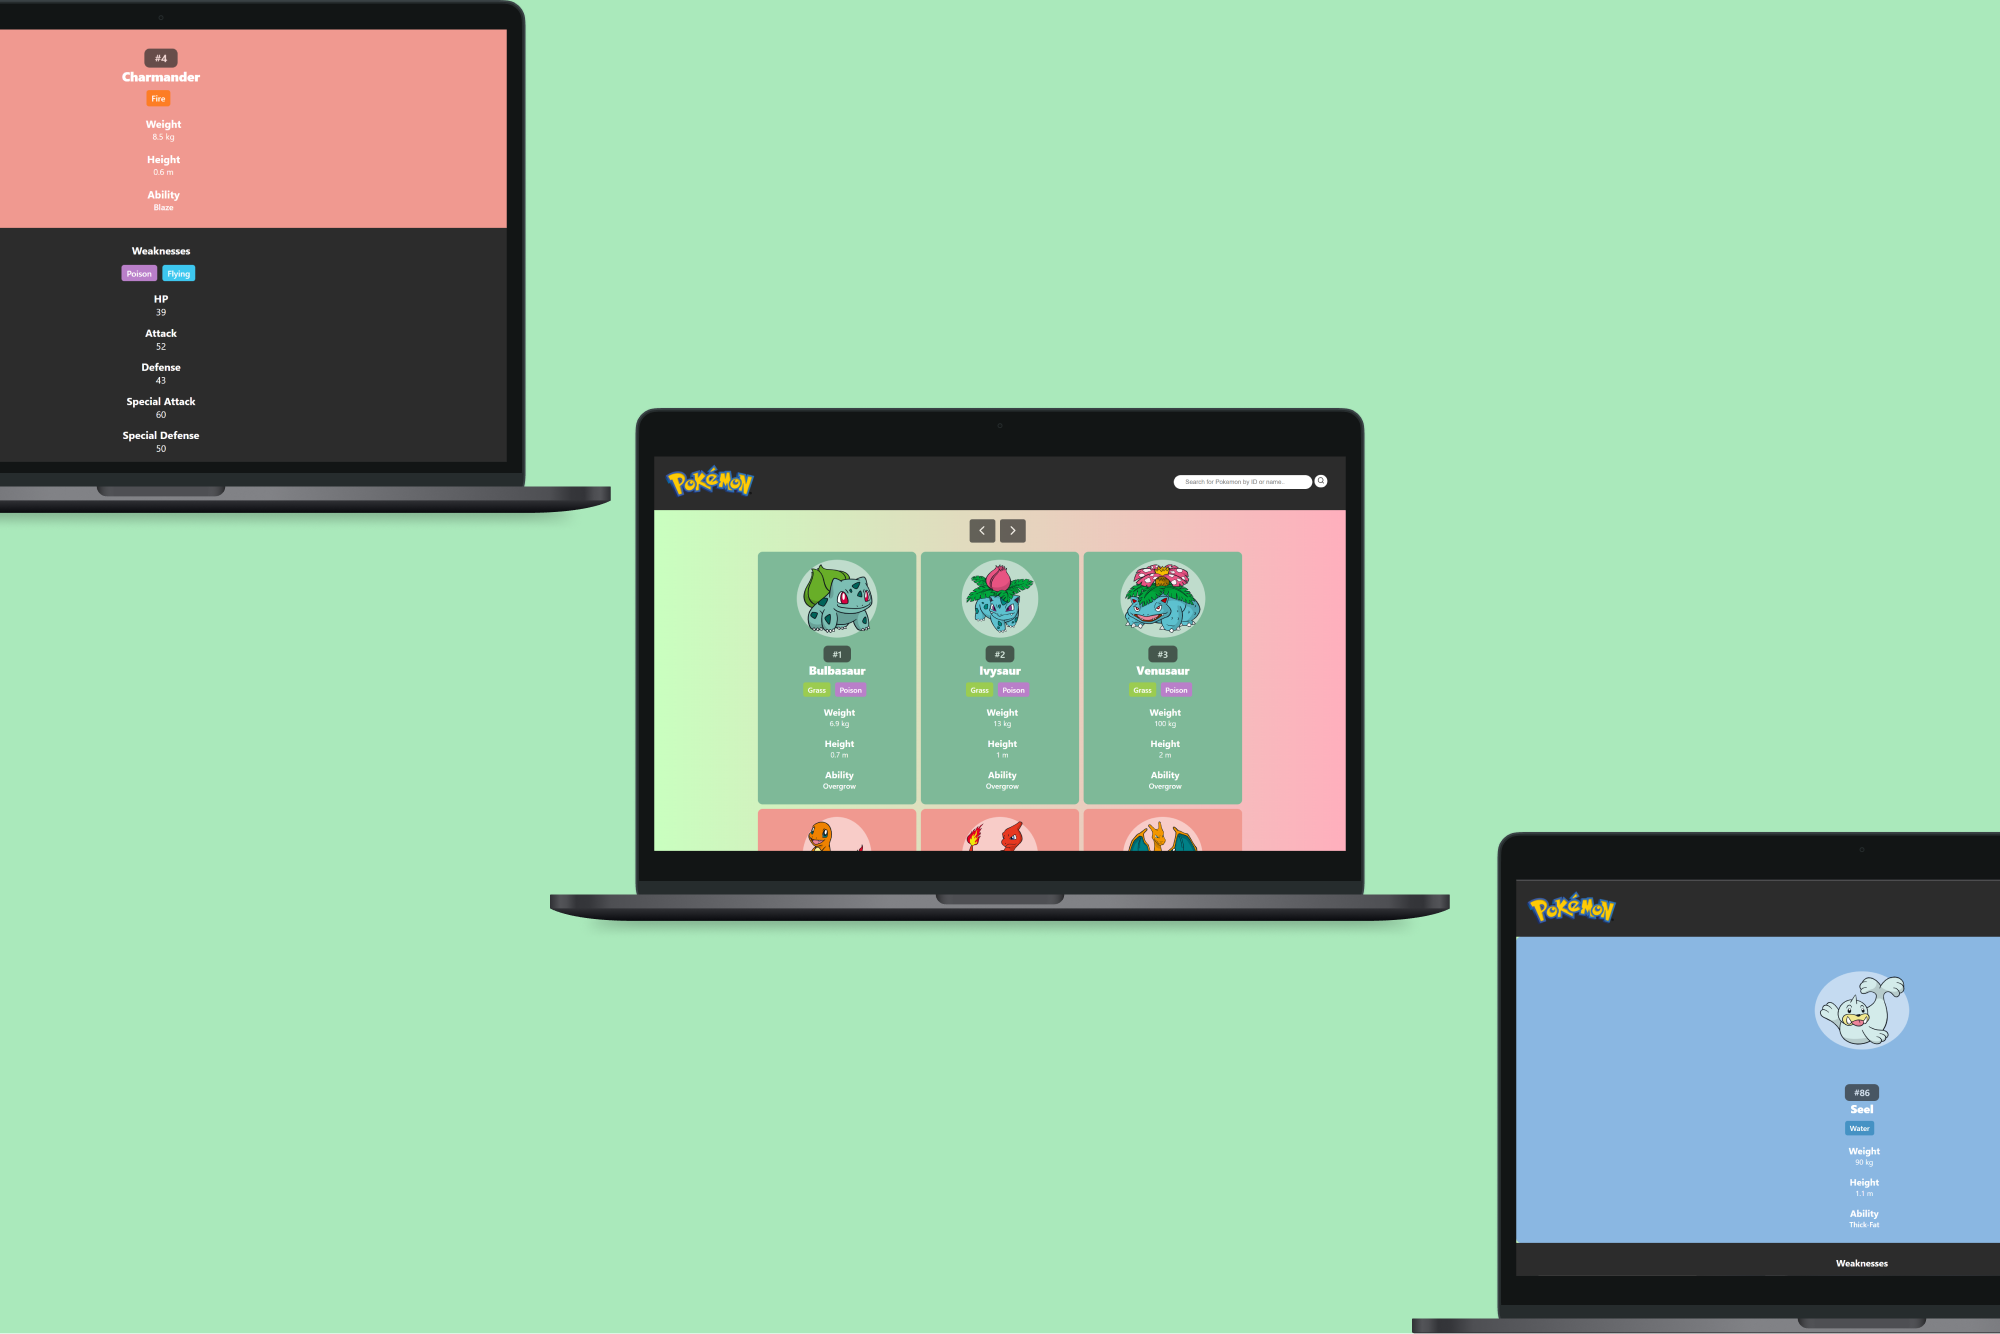 #4
Charmander
Fire
Weight
8.5 kg
Height
0.6 m
Ability
Blaze
Weaknesses
Poison Flying
HP
39
Attack
52
Defense
43
Special Attack
60
Special Defense
50
POKéMON
Search for Pokemon by ID or name..
#1
Bulbasaur
Grass Poison
Weight
6.9 kg
Height
0.7 m
Ability
Overgrow
#2
Ivysaur
Grass Poison
Weight
13 kg
Height
1 m
Ability
Overgrow
#3
Venusaur
Grass Poison
Weight
100 kg
Height
2 m
Ability
Overgrow
POKéMON
#86
Seel
Water
Weight
90 kg
Height
1.1 m
Ability
Thick-Fat
Weaknesses